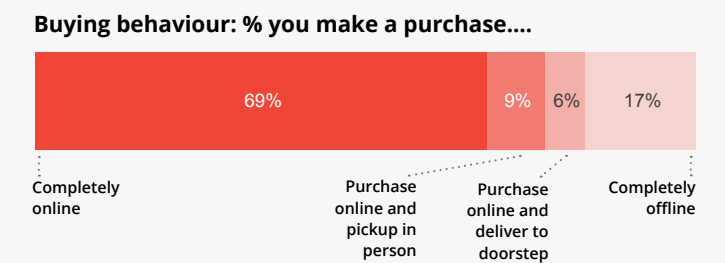 Buying behaviour: % you make a purchase....
69%
9%
6%
17%
Completely
online
Purchase
online and
pickup in
person
Purchase
online and
deliver to
doorstep
Completely
offline